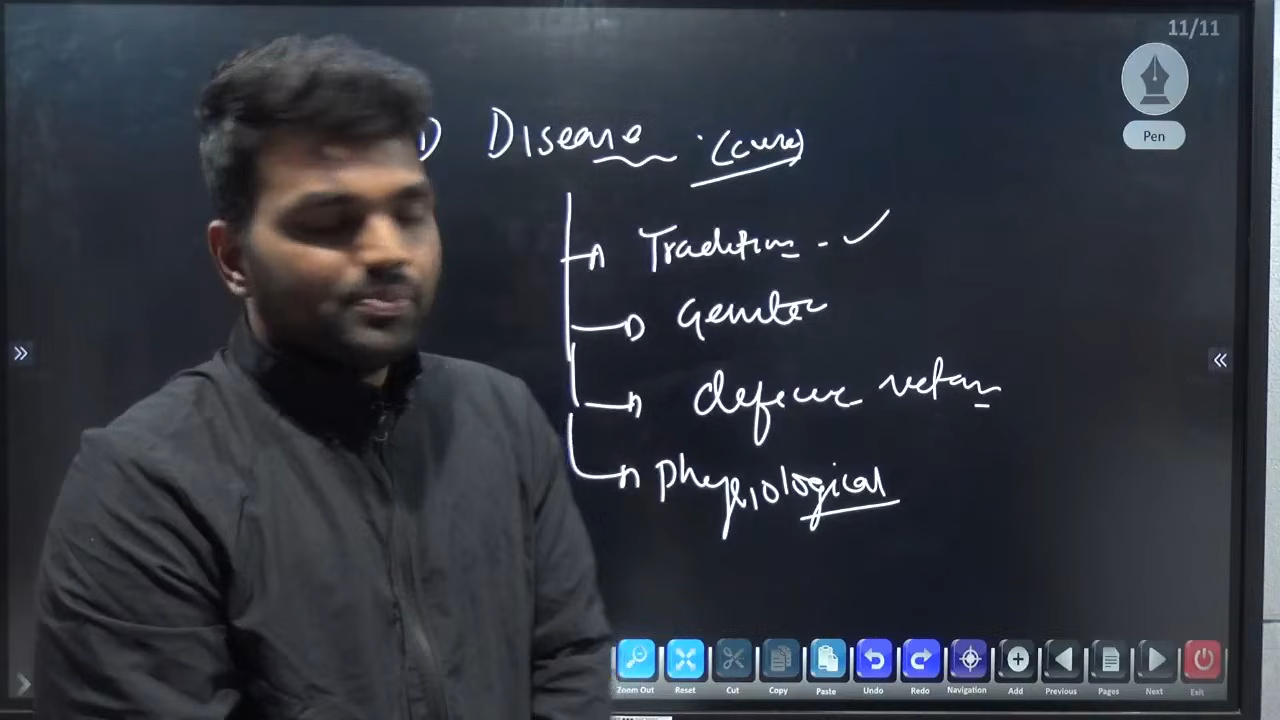 11/11
Pen
Disease (cure)
Tradition - ✓
Genetic
Physiological
Zoom Out Reset Cut Copy Paste Undo Redo Navigation Add Previous Pages Next Exit